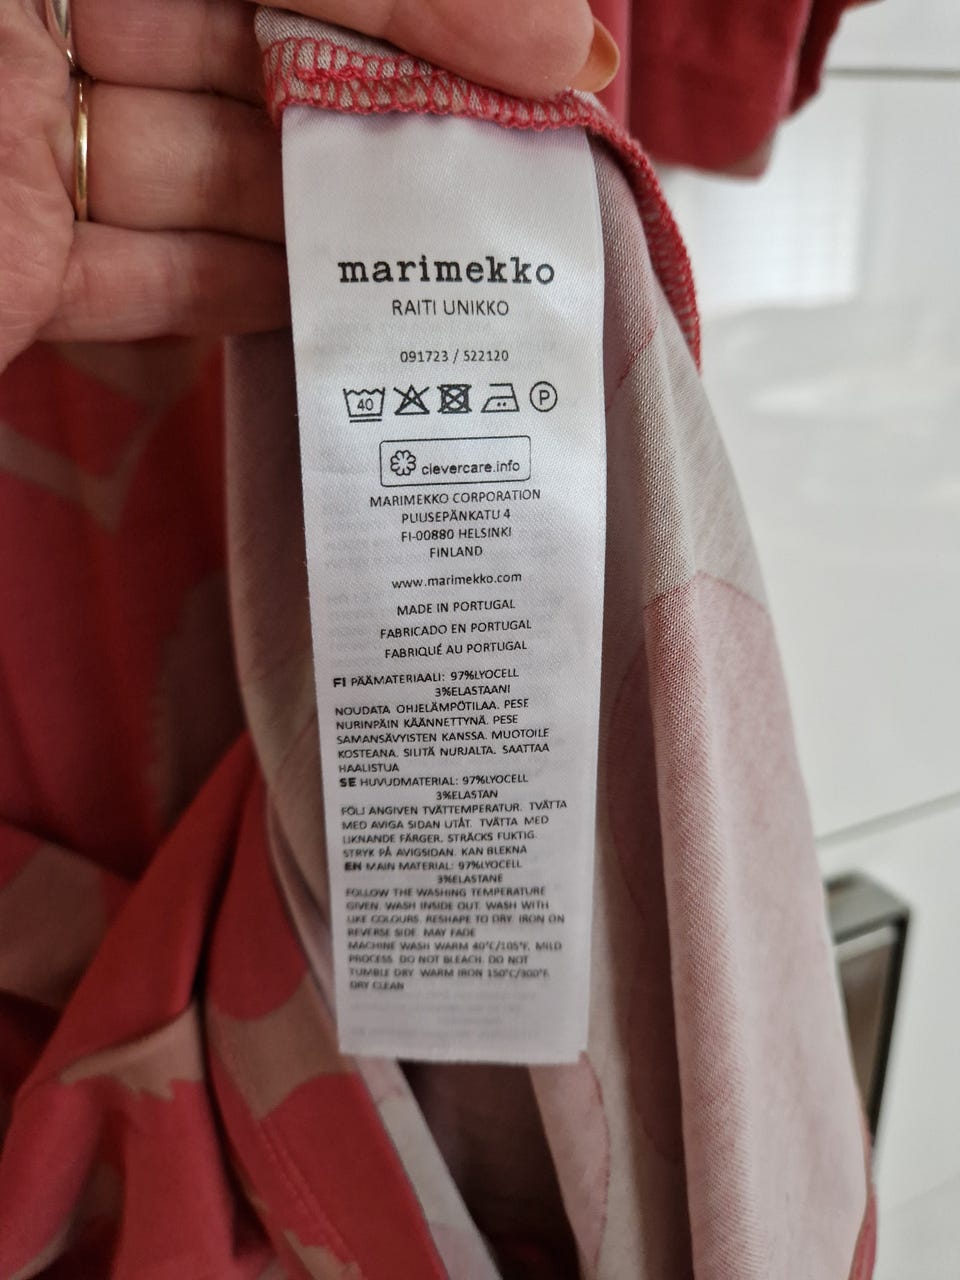 marimekko
RAITI UNIKKO
091723 / 522120
40 P
clevercare.info
MARIMEKKO CORPORATION
PUUSEPÄNKATU 4
FI-00880 HELSINKI
FINLAND
www.marimekko.com
MADE IN PORTUGAL
FABRICADO EN PORTUGAL
FABRIQUÉ AU PORTUGAL
FI PÄÄMATERIAALI: 97%LYOCELL
3%ELASTAANI
NOUDATA OHJELÄMPÖTILAA. PESE
NURINPÄIN KÄÄNNETTYNÄ. PESE
SAMANSÄVYISTEN KANSSA. MUOTOILE
KOSTEANA. SILITÄ NURJALTA. SAATTAA
HAALISTUA
SE HUVUDMATERIAL: 97%LYOCELL
3%ELASTAN
FÖLJ ANGIVEN TVÄTTEMPERATUR. TVÄTTA
MED AVIGA SIDAN UTÅT. TVÄTTA MED
LIKNANDE FÄRGER. STRÄCKS FUKTIG.
STRYK PÅ AVIGSIDAN. KAN BLEKNA
EN MAIN MATERIAL: 97%LYOCELL
3%ELASTANE
FOLLOW THE WASHING TEMPERATURE
GIVEN. WASH INSIDE OUT. WASH WITH
LIKE COLOURS. RESHAPE TO DRY. IRON ON
REVERSE SIDE. MAY FADE
MACHINE WASH WARM 40°C/105°F, MILD
PROCESS. DO NOT BLEACH. DO NOT
TUMBLE DRY. WARM IRON 150°C/300°F.
DRY CLEAN